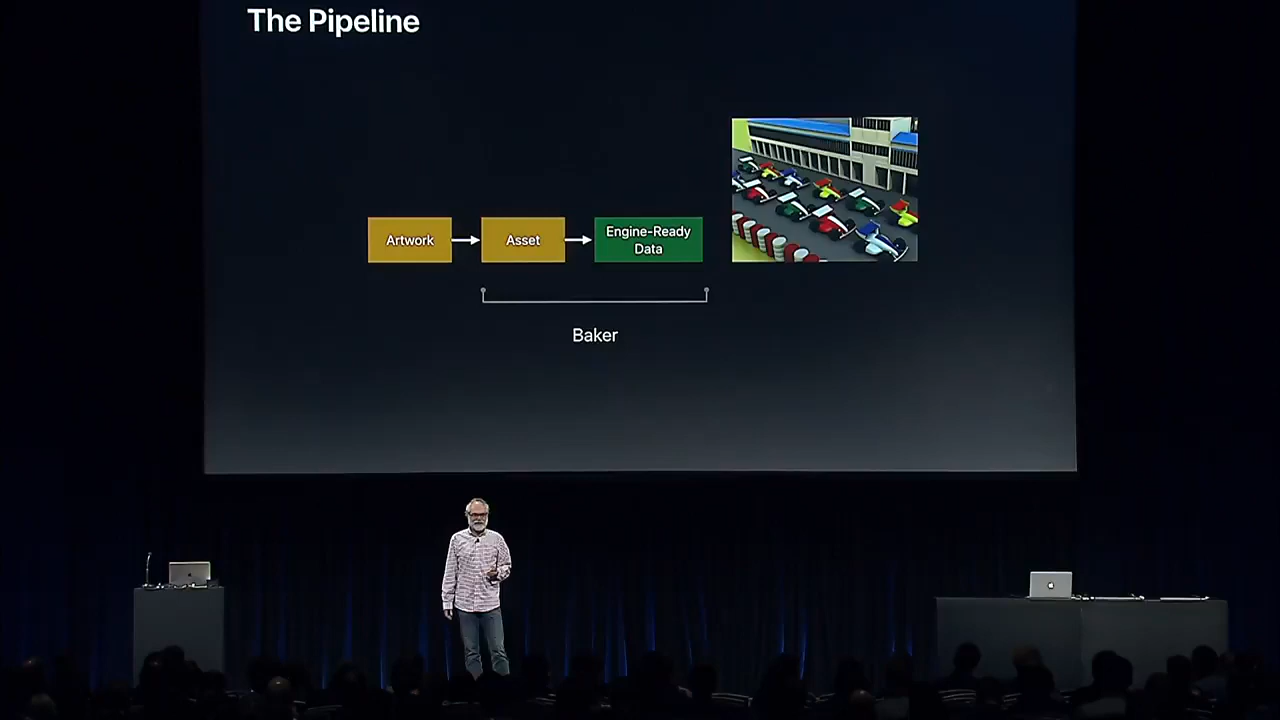 The Pipeline
Artwork
Asset
Engine-Ready
Data
Baker